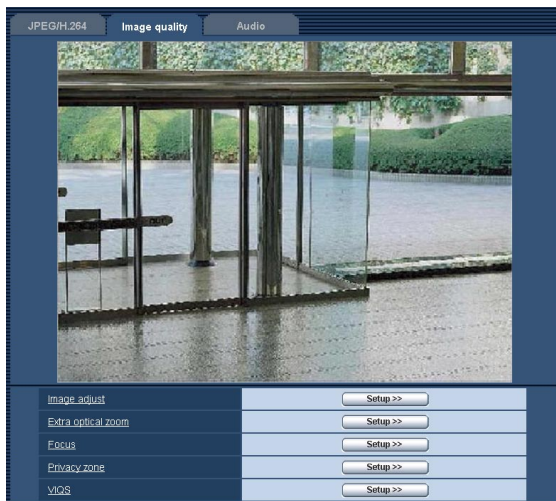 JPEG/H.264 Image quality Audio
Image adjust Setup >>
Extra optical zoom Setup >>
Focus Setup >>
Privacy zone Setup >>
VIQS Setup >>